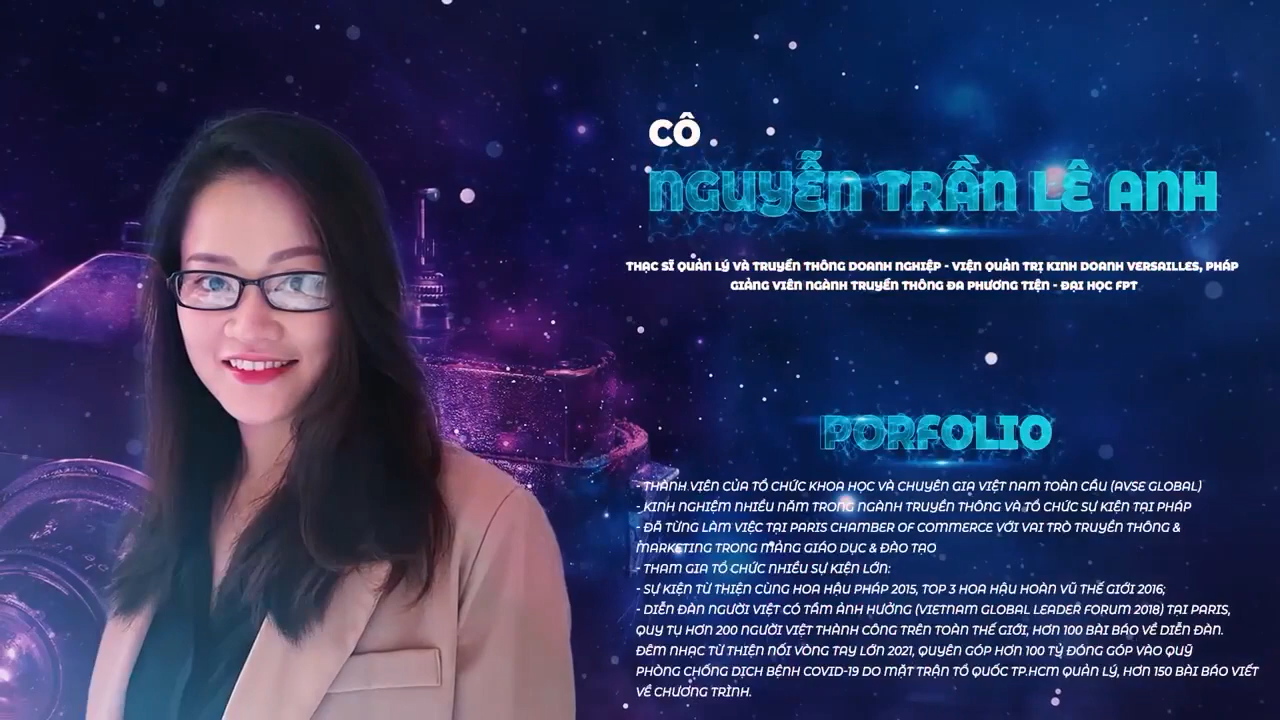 CÔ
NGUYỄN TRẦN LÊ ANH
THẠC SĨ QUẢN LÝ VÀ TRUYỀN THÔNG DOANH NGHIỆP - VIỆN QUẢN TRỊ KINH DOANH VERSAILLES, PHÁP
GIẢNG VIÊN NGÀNH TRUYỀN THÔNG ĐA PHƯƠNG TIỆN - ĐẠI HỌC FPT
PORFOLIO
- THÀNH VIÊN CỦA TỔ CHỨC KHOA HỌC VÀ CHUYÊN GIA VIỆT NAM TOÀN CẦU (AVSE GLOBAL)
- KINH NGHIỆM NHIỀU NĂM TRONG NGÀNH TRUYỀN THÔNG VÀ TỔ CHỨC SỰ KIỆN TẠI PHÁP
- ĐÃ TỪNG LÀM VIỆC TẠI PARIS CHAMBER OF COMMERCE VỚI VAI TRÒ TRUYỀN THÔNG &
MARKETING TRONG MẢNG GIÁO DỤC & ĐÀO TẠO
- THAM GIA TỔ CHỨC NHIỀU SỰ KIỆN LỚN:
- SỰ KIỆN TỪ THIỆN CÙNG HOA HẬU PHÁP 2015, TOP 3 HOA HẬU HOÀN VŨ THẾ GIỚI 2016;
- DIỄN ĐÀN NGƯỜI VIỆT CÓ TẦM ẢNH HƯỞNG (VIETNAM GLOBAL LEADER FORUM 2018) TẠI PARIS,
QUY TỤ HƠN 200 NGƯỜI VIỆT THÀNH CÔNG TRÊN TOÀN THẾ GIỚI, HƠN 100 BÀI BÁO VỀ DIỄN ĐÀN.
ĐÊM NHẠC TỪ THIỆN NỐI VÒNG TAY LỚN 2021, QUYÊN GÓP HƠN 100 TỶ ĐÓNG GÓP VÀO QUỸ
PHÒNG CHỐNG DỊCH BỆNH COVID-19 DO MẶT TRẬN TỔ QUỐC TP.HCM QUẢN LÝ, HƠN 150 BÀI BÁO VIẾT
VỀ CHƯƠNG TRÌNH.